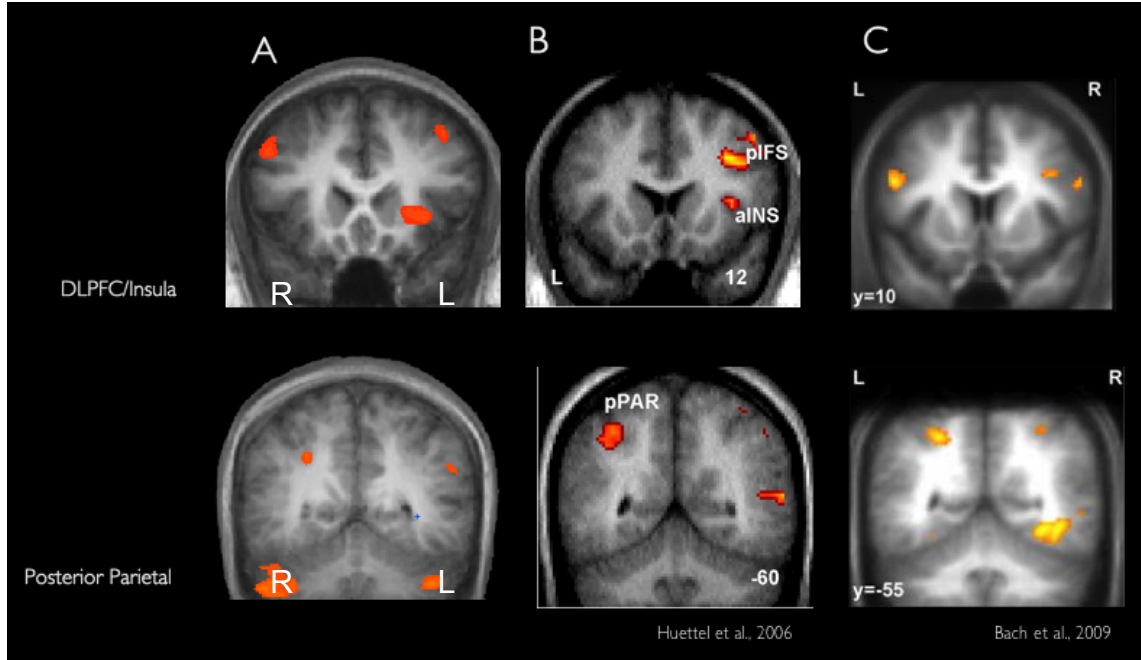 A
B
C
L
R
pIFS
aINS
DLPFC/Insula
R
L
L
12
y=10
L
R
pPAR
Posterior Parietal
R
L
-60
y=-55
Huettel et al., 2006
Bach et al., 2009